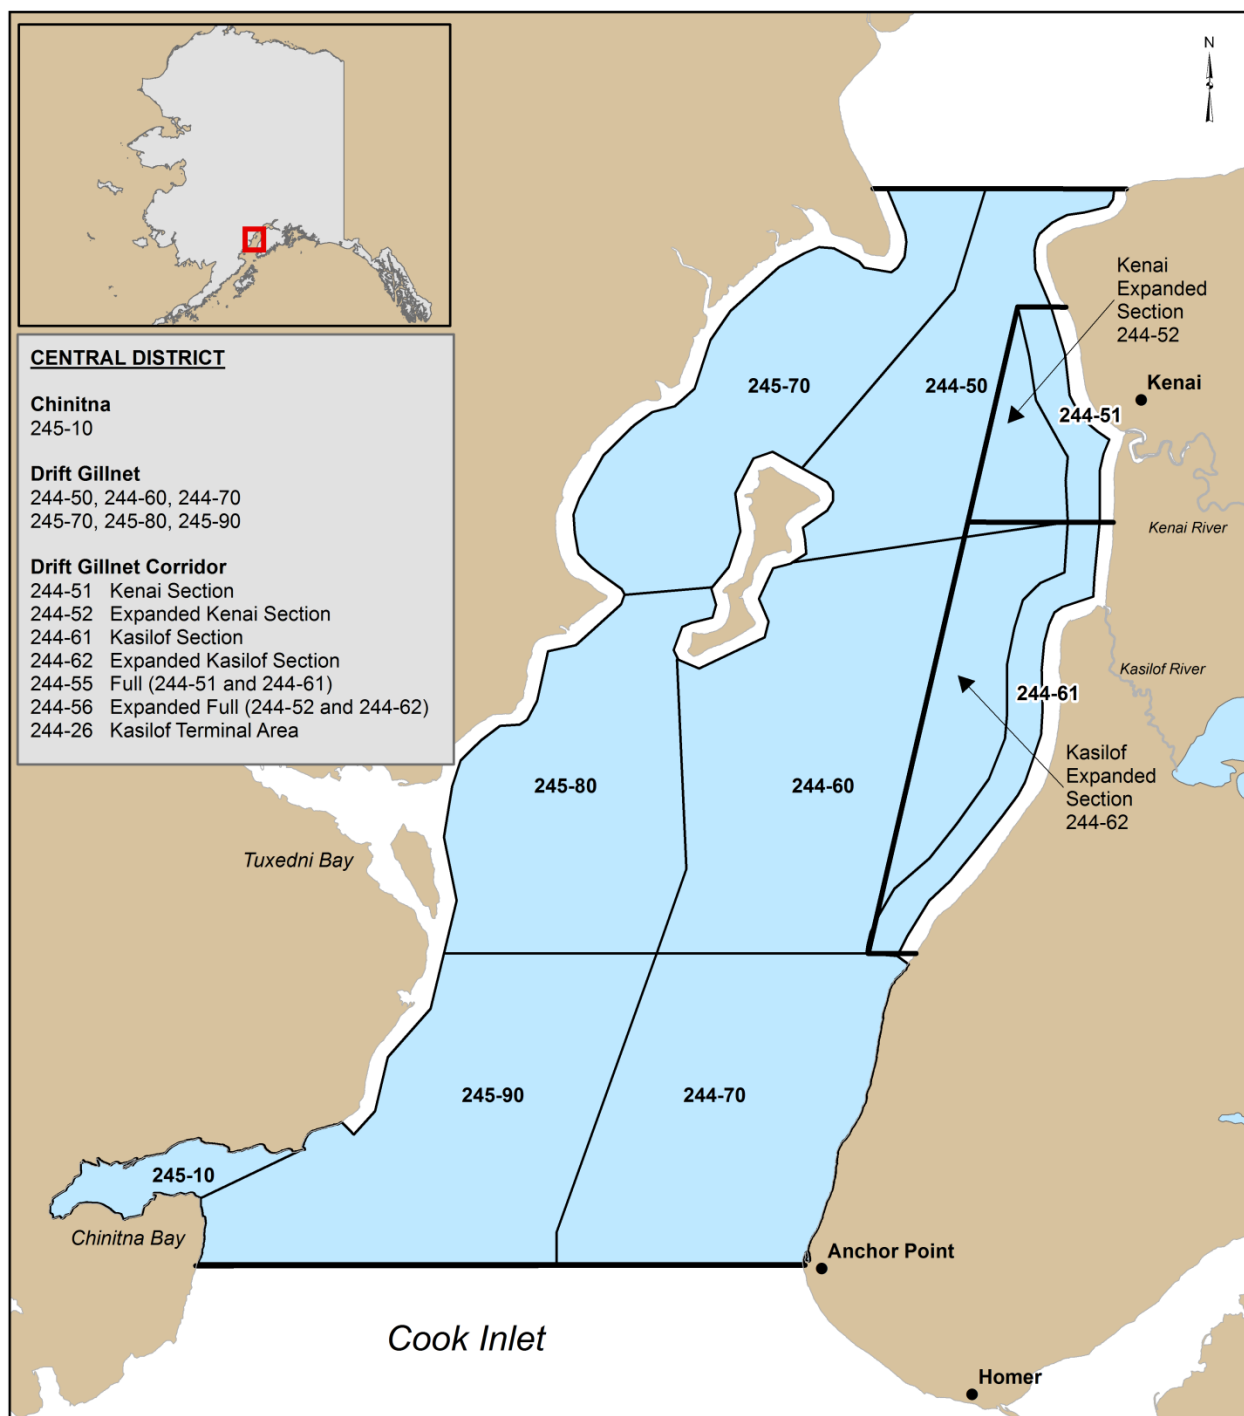 N
CENTRAL DISTRICT
Chinitna
245-10
Drift Gillnet
244-50, 244-60, 244-70
245-70, 245-80, 245-90
Drift Gillnet Corridor
244-51 Kenai Section
244-52 Expanded Kenai Section
244-61 Kasilof Section
244-62 Expanded Kasilof Section
244-55 Full (244-51 and 244-61)
244-56 Expanded Full (244-52 and 244-62)
244-26 Kasilof Terminal Area
Kenai
Expanded
Section
244-52
245-70
244-50
Kenai
244-51
Kenai River
Kasilof River
244-61
Kasilof
Expanded
Section
244-62
245-80
244-60
Tuxedni Bay
245-90
244-70
245-10
Chinitna Bay
Anchor Point
Cook Inlet
Homer